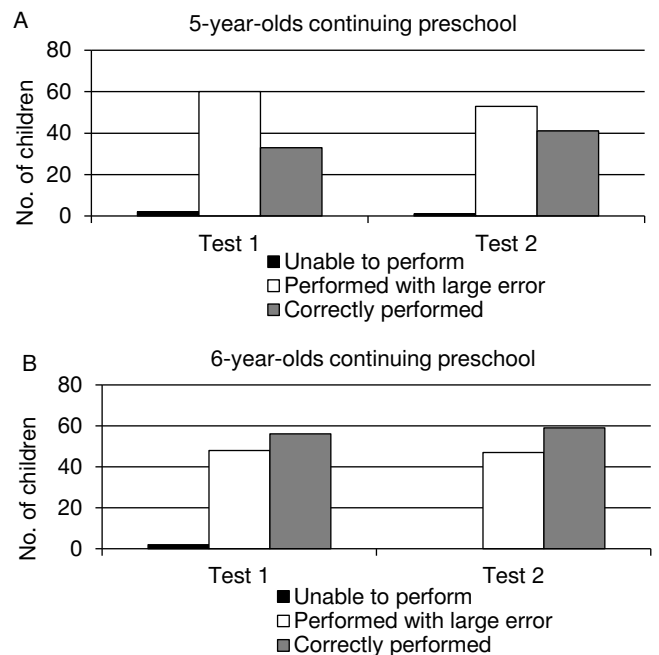 A
5-year-olds continuing preschool
80
60
40
20
0
No. of children
Test 1 Test 2
Unable to perform
Performed with large error
Correctly performed
B
6-year-olds continuing preschool
80
60
40
20
0
No. of children
Test 1 Test 2
Unable to perform
Performed with large error
Correctly performed